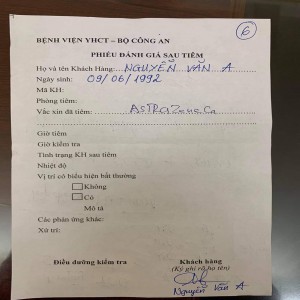 6
BỆNH VIỆN YHCT – BỘ CÔNG AN
PHIẾU ĐÁNH GIÁ SAU TIÊM
Họ và tên Khách Hàng: NGUYỄN VĂN A
Ngày sinh: 09/06/1992
Mã KH:
Phòng tiêm:
Vắc xin đã tiêm: AsTRAZeneCa
Giờ tiêm
Giờ kiểm tra
Tình trạng KH sau tiêm
Nhiệt độ
Vị trí có biểu hiện bất thường
Không
Có
Mô tả
Các phản ứng khác:
Xử trí:
Điều dưỡng kiểm tra Khách hàng
(Ký ghi rõ họ tên)
Nguyễn Văn A